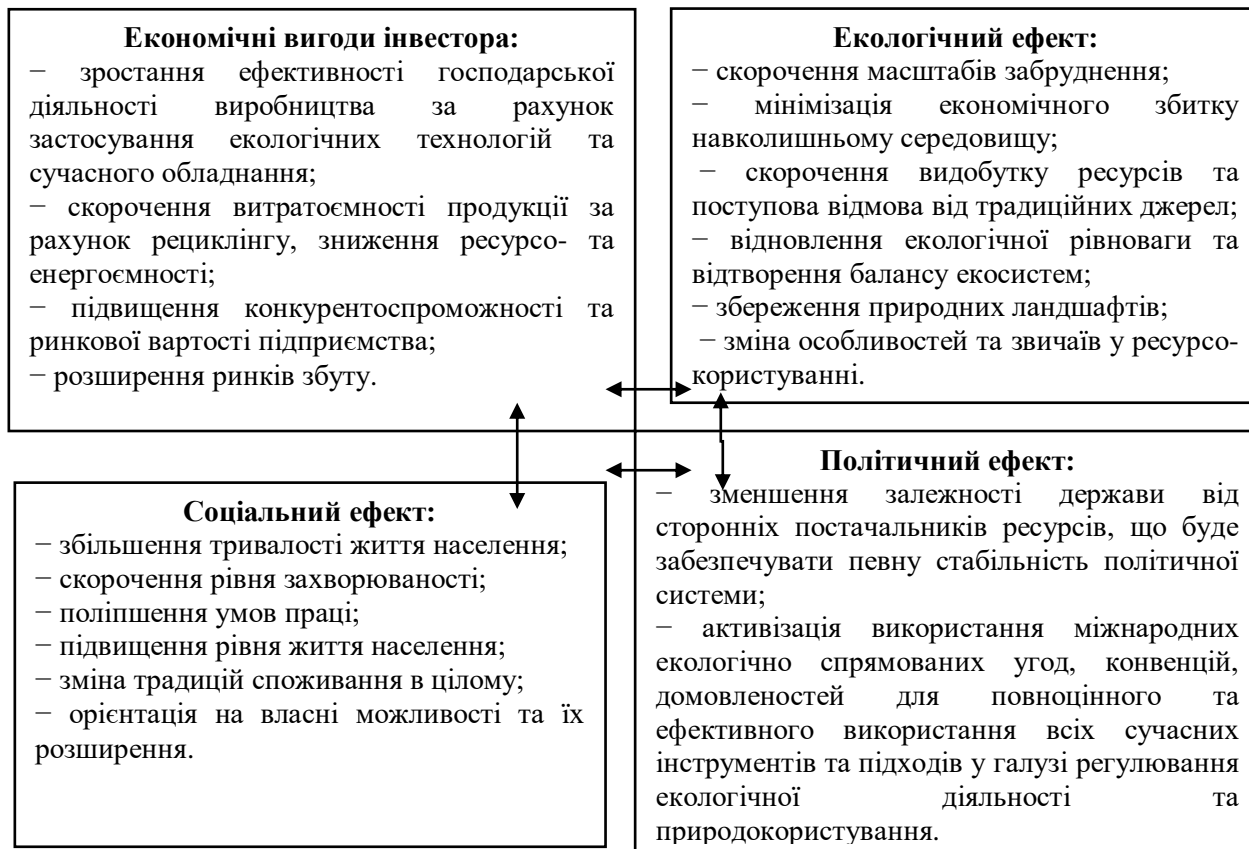 Економічні вигоди інвестора:
− зростання ефективності господарської
діяльності виробництва за рахунок
застосування екологічних технологій та
сучасного обладнання;
− скорочення витратоємності продукції за
рахунок рециклінгу, зниження ресурсо- та
енергоємності;
− підвищення конкурентоспроможності та
ринкової вартості підприємства;
− розширення ринків збуту.
Екологічний ефект:
− скорочення масштабів забруднення;
− мінімізація економічного збитку
навколишньому середовищу;
− скорочення видобутку ресурсів та
поступова відмова від традиційних джерел;
− відновлення екологічної рівноваги та
відтворення балансу екосистем;
− збереження природних ландшафтів;
− зміна особливостей та звичаїв у ресурсо-
користуванні.
Соціальний ефект:
− збільшення тривалості життя населення;
− скорочення рівня захворюваності;
− поліпшення умов праці;
− підвищення рівня життя населення;
− зміна традицій споживання в цілому;
− орієнтація на власні можливості та їх
розширення.
Політичний ефект:
− зменшення залежності держави від
сторонніх постачальників ресурсів, що буде
забезпечувати певну стабільність політичної
системи;
− активізація використання міжнародних
екологічно спрямованих угод, конвенцій,
домовленостей для повноцінного та
ефективного використання всіх сучасних
інструментів та підходів у галузі регулювання
екологічної діяльності та
природокористування.